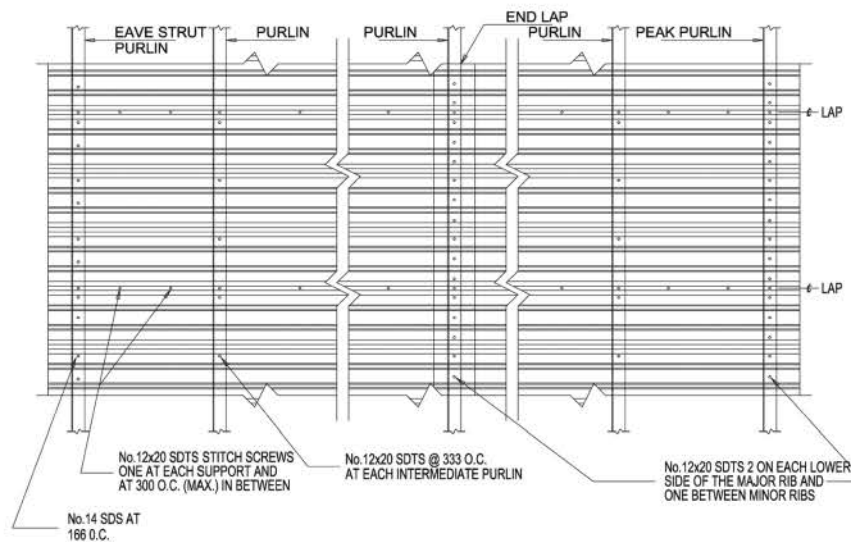 END LAP
EAVE STRUT
PURLIN
PURLIN
PURLIN
PURLIN
PEAK PURLIN
LAP
LAP
No.12x20 SDTS STITCH SCREWS
ONE AT EACH SUPPORT AND
AT 300 O.C. (MAX.) IN BETWEEN
No.12x20 SDTS @ 333 O.C.
AT EACH INTERMEDIATE PURLIN
No.12x20 SDTS 2 ON EACH LOWER
SIDE OF THE MAJOR RIB AND
ONE BETWEEN MINOR RIBS
No.14 SDS AT
166 O.C.